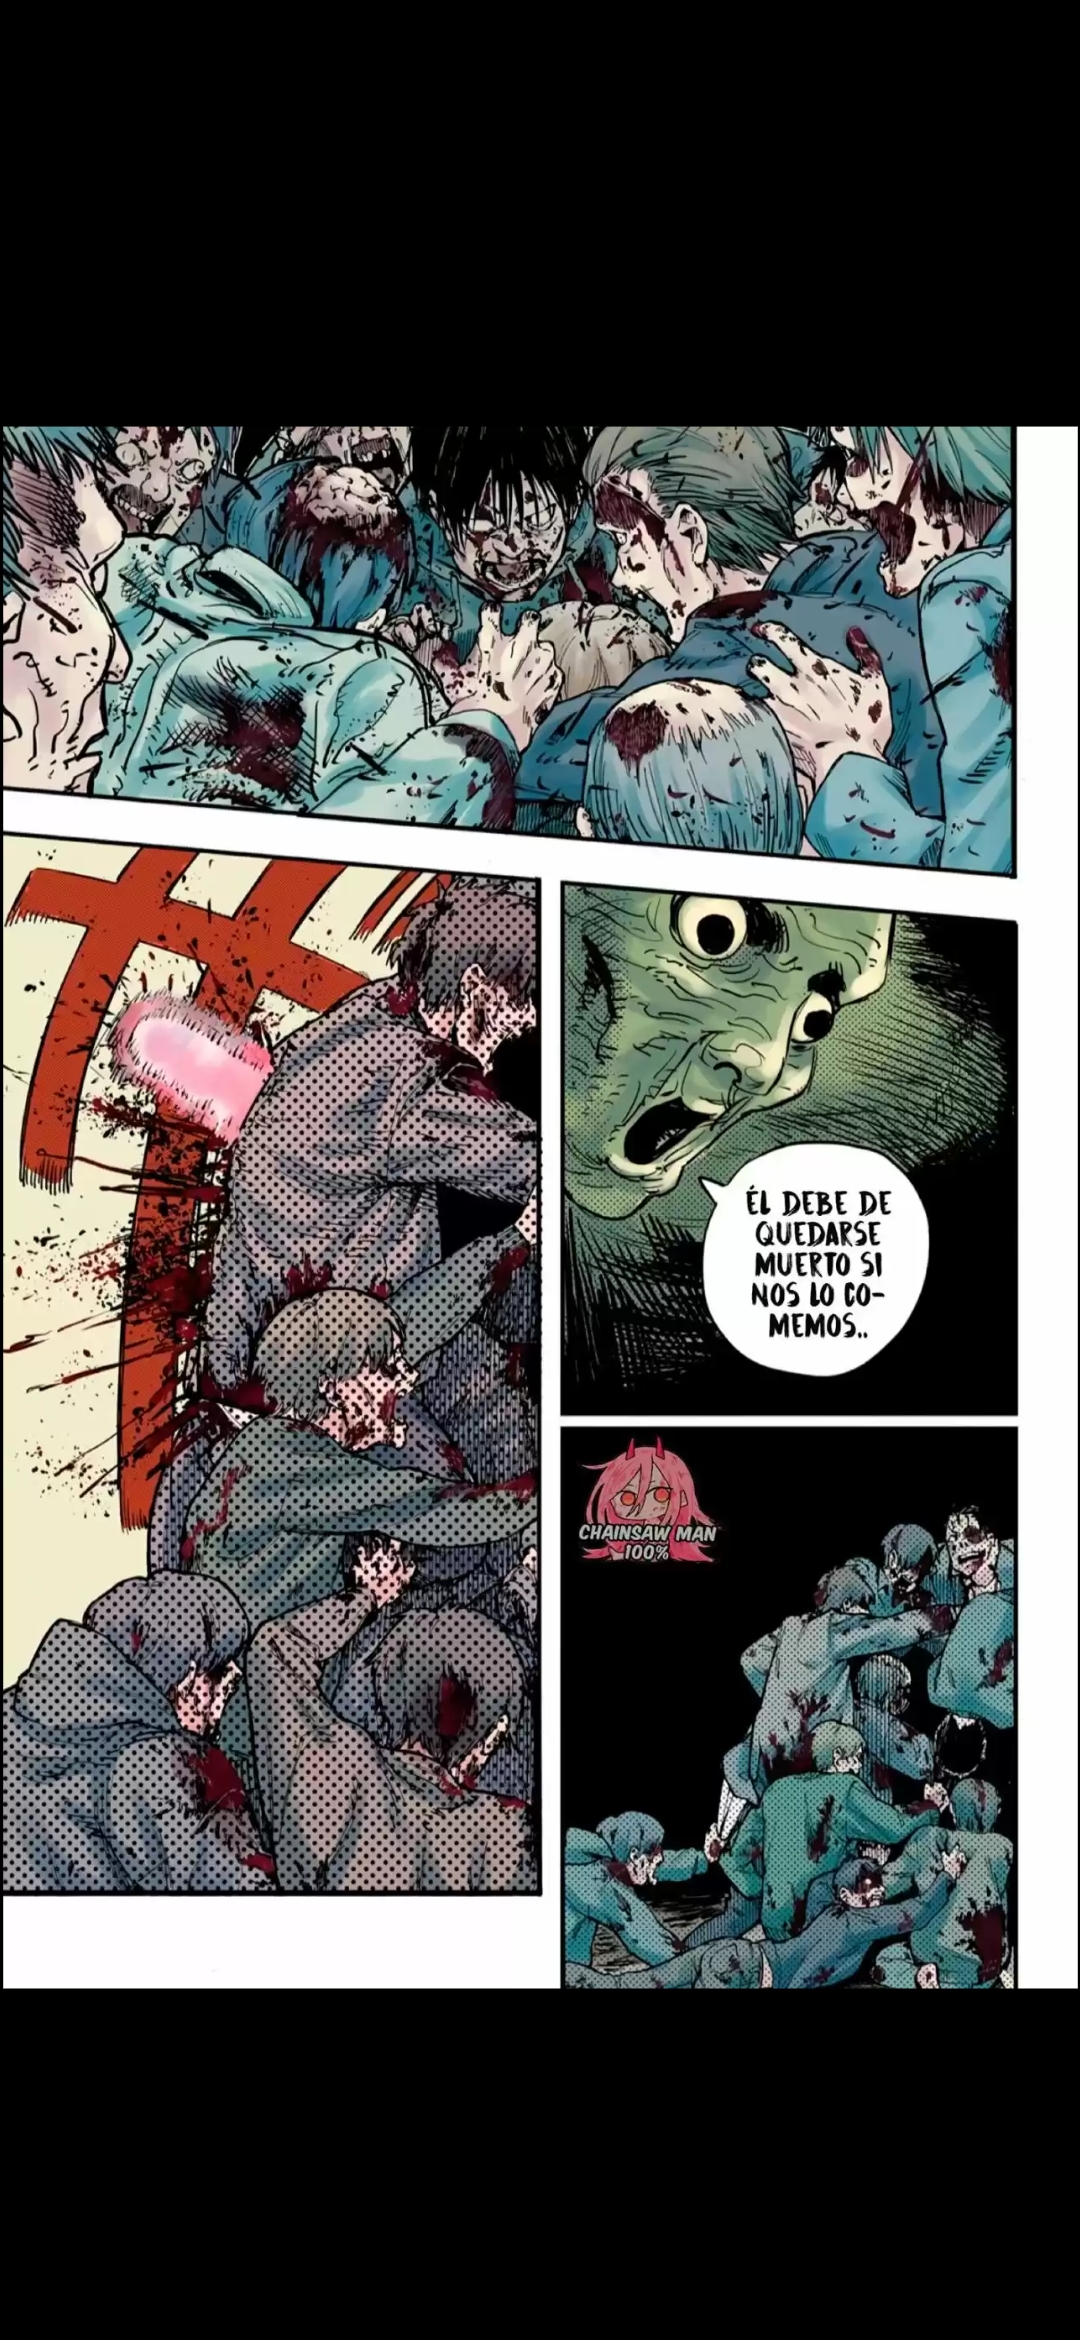 ÉL DEBE DE
QUEDARSE
MUERTO SI
NOS LO CO-
MEMOS..
CHAINSAW MAN
100%